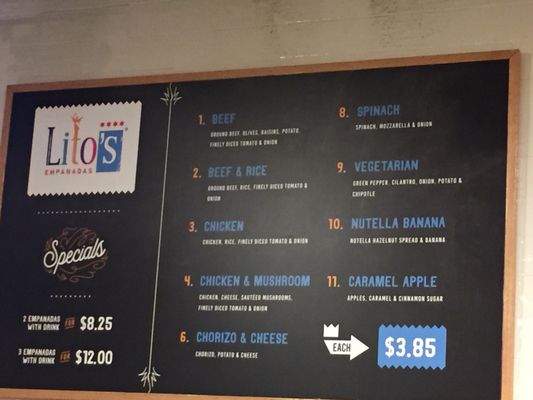 Lito's
EMPANADAS
Specials
2 EMPANADAS
WITH DRINK FOR $8.25
3 EMPANADAS
WITH DRINK FOR $12.00
1. BEEF
GROUND BEEF, OLIVES, RAISINS, POTATO,
FINELY DICED TOMATO & ONION
2. BEEF & RICE
GROUND BEEF, RICE, FINELY DICED TOMATO &
ONION
3. CHICKEN
CHICKEN, RICE, FINELY DICED TOMATO & ONION
4. CHICKEN & MUSHROOM
CHICKEN, CHEESE, SAUTÉED MUSHROOMS,
FINELY DICED TOMATO & ONION
6. CHORIZO & CHEESE
CHORIZO, POTATO & CHEESE
8. SPINACH
SPINACH, MOZZARELLA & ONION
9. VEGETARIAN
GREEN PEPPER, CILANTRO, ONION, POTATO &
CHIPOTLE
10. NUTELLA BANANA
NUTELLA HAZELNUT SPREAD & BANANA
11. CARAMEL APPLE
APPLES, CARAMEL & CINNAMON SUGAR
EACH $3.85